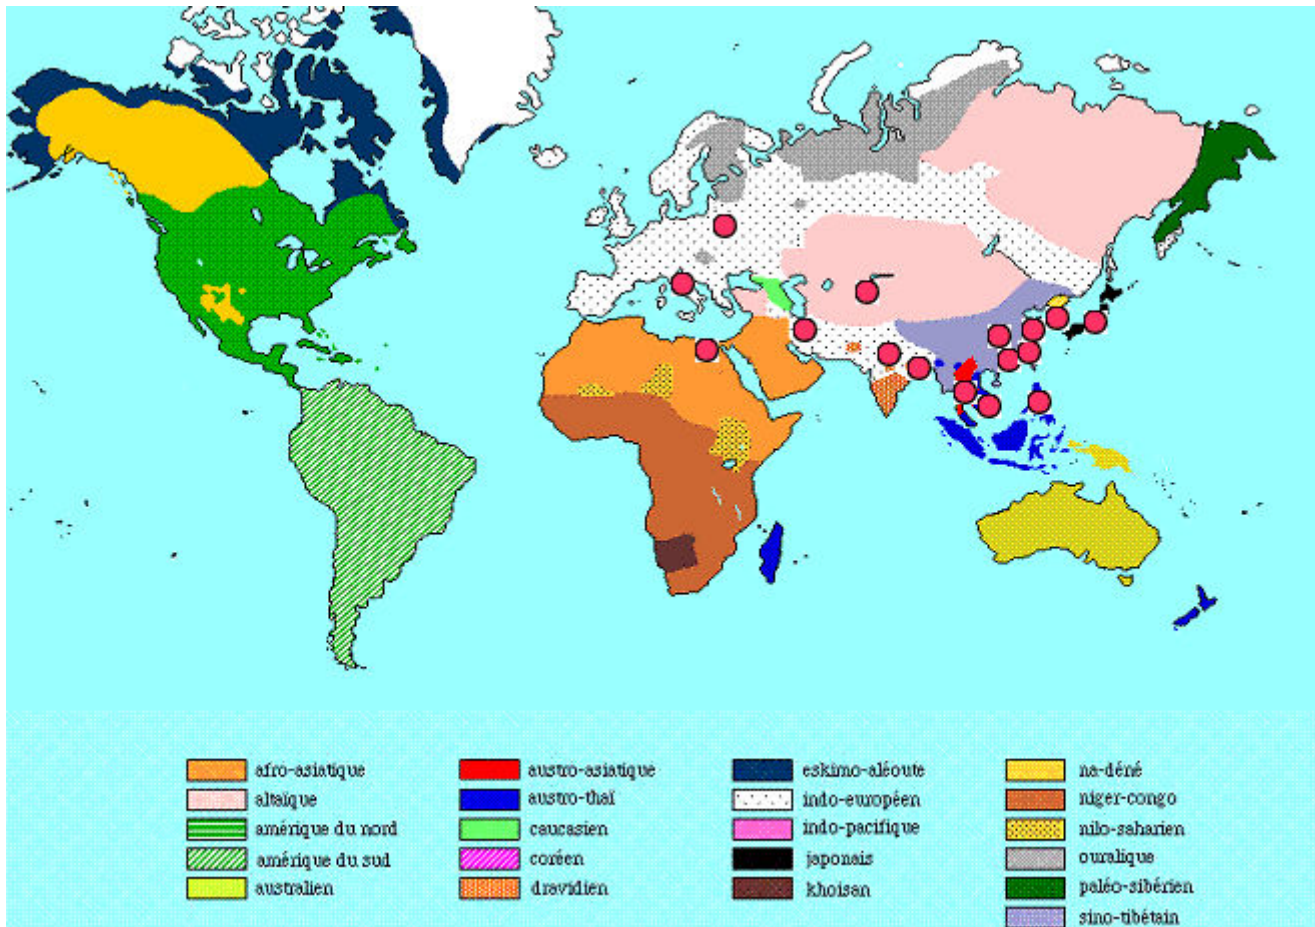 afro-asiatique
altaïque
amérique du nord
amérique du sud
australien
austro-asiatique
austro-thaï
caucasien
coréen
dravidien
eskimo-aléoute
indo-européen
indo-pacifique
japonais
khoisan
na-déné
niger-congo
nilo-saharien
ouralique
paléo-sibérien
sino-tibétain